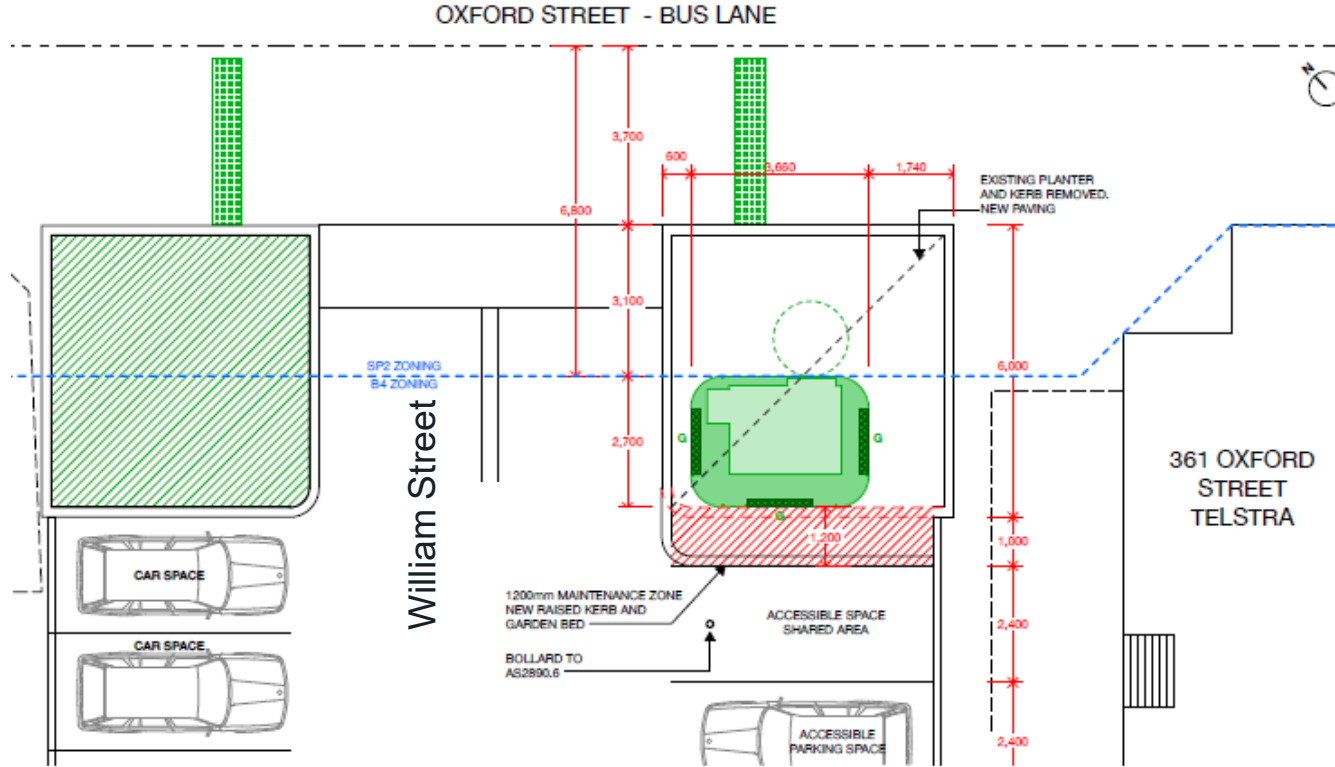 OXFORD STREET - BUS LANE
N
3,700
600
3,660
1,740
EXISTING PLANTER
AND KERB REMOVED.
NEW PAVING
6,800
3,100
SP2 ZONING
B4 ZONING
6,000
William Street
2,700
G
G
G
361 OXFORD
STREET
TELSTRA
1,200
1,000
CAR SPACE
1200mm MAINTENANCE ZONE
NEW RAISED KERB AND
GARDEN BED
ACCESSIBLE SPACE
SHARED AREA
2,400
CAR SPACE
BOLLARD TO
AS2890.6
ACCESSIBLE
PARKING SPACE
2,400